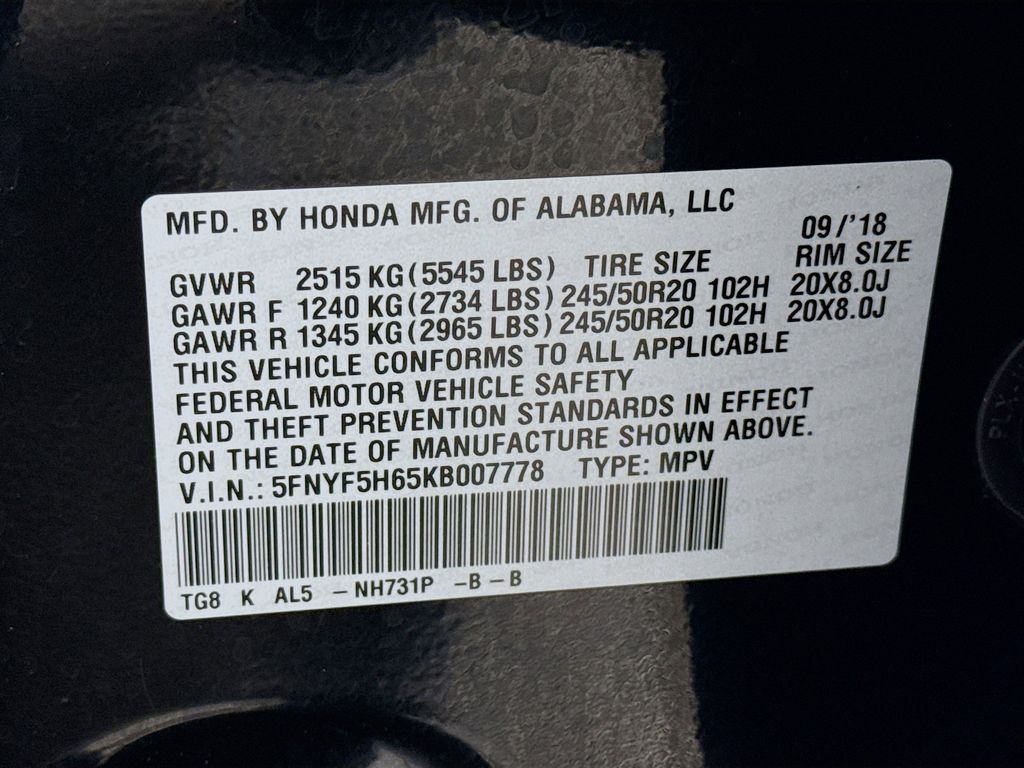 MFD. BY HONDA MFG. OF ALABAMA, LLC
09/'18
GVWR 2515 KG (5545 LBS) TIRE SIZE RIM SIZE
GAWR F 1240 KG (2734 LBS) 245/50R20 102H 20X8.0J
GAWR R 1345 KG (2965 LBS) 245/50R20 102H 20X8.0J
THIS VEHICLE CONFORMS TO ALL APPLICABLE
FEDERAL MOTOR VEHICLE SAFETY
AND THEFT PREVENTION STANDARDS IN EFFECT
ON THE DATE OF MANUFACTURE SHOWN ABOVE.
V.I.N.: 5FNYF5H65KB007778 TYPE: MPV
TG8 K AL5 – NH731P –B – B